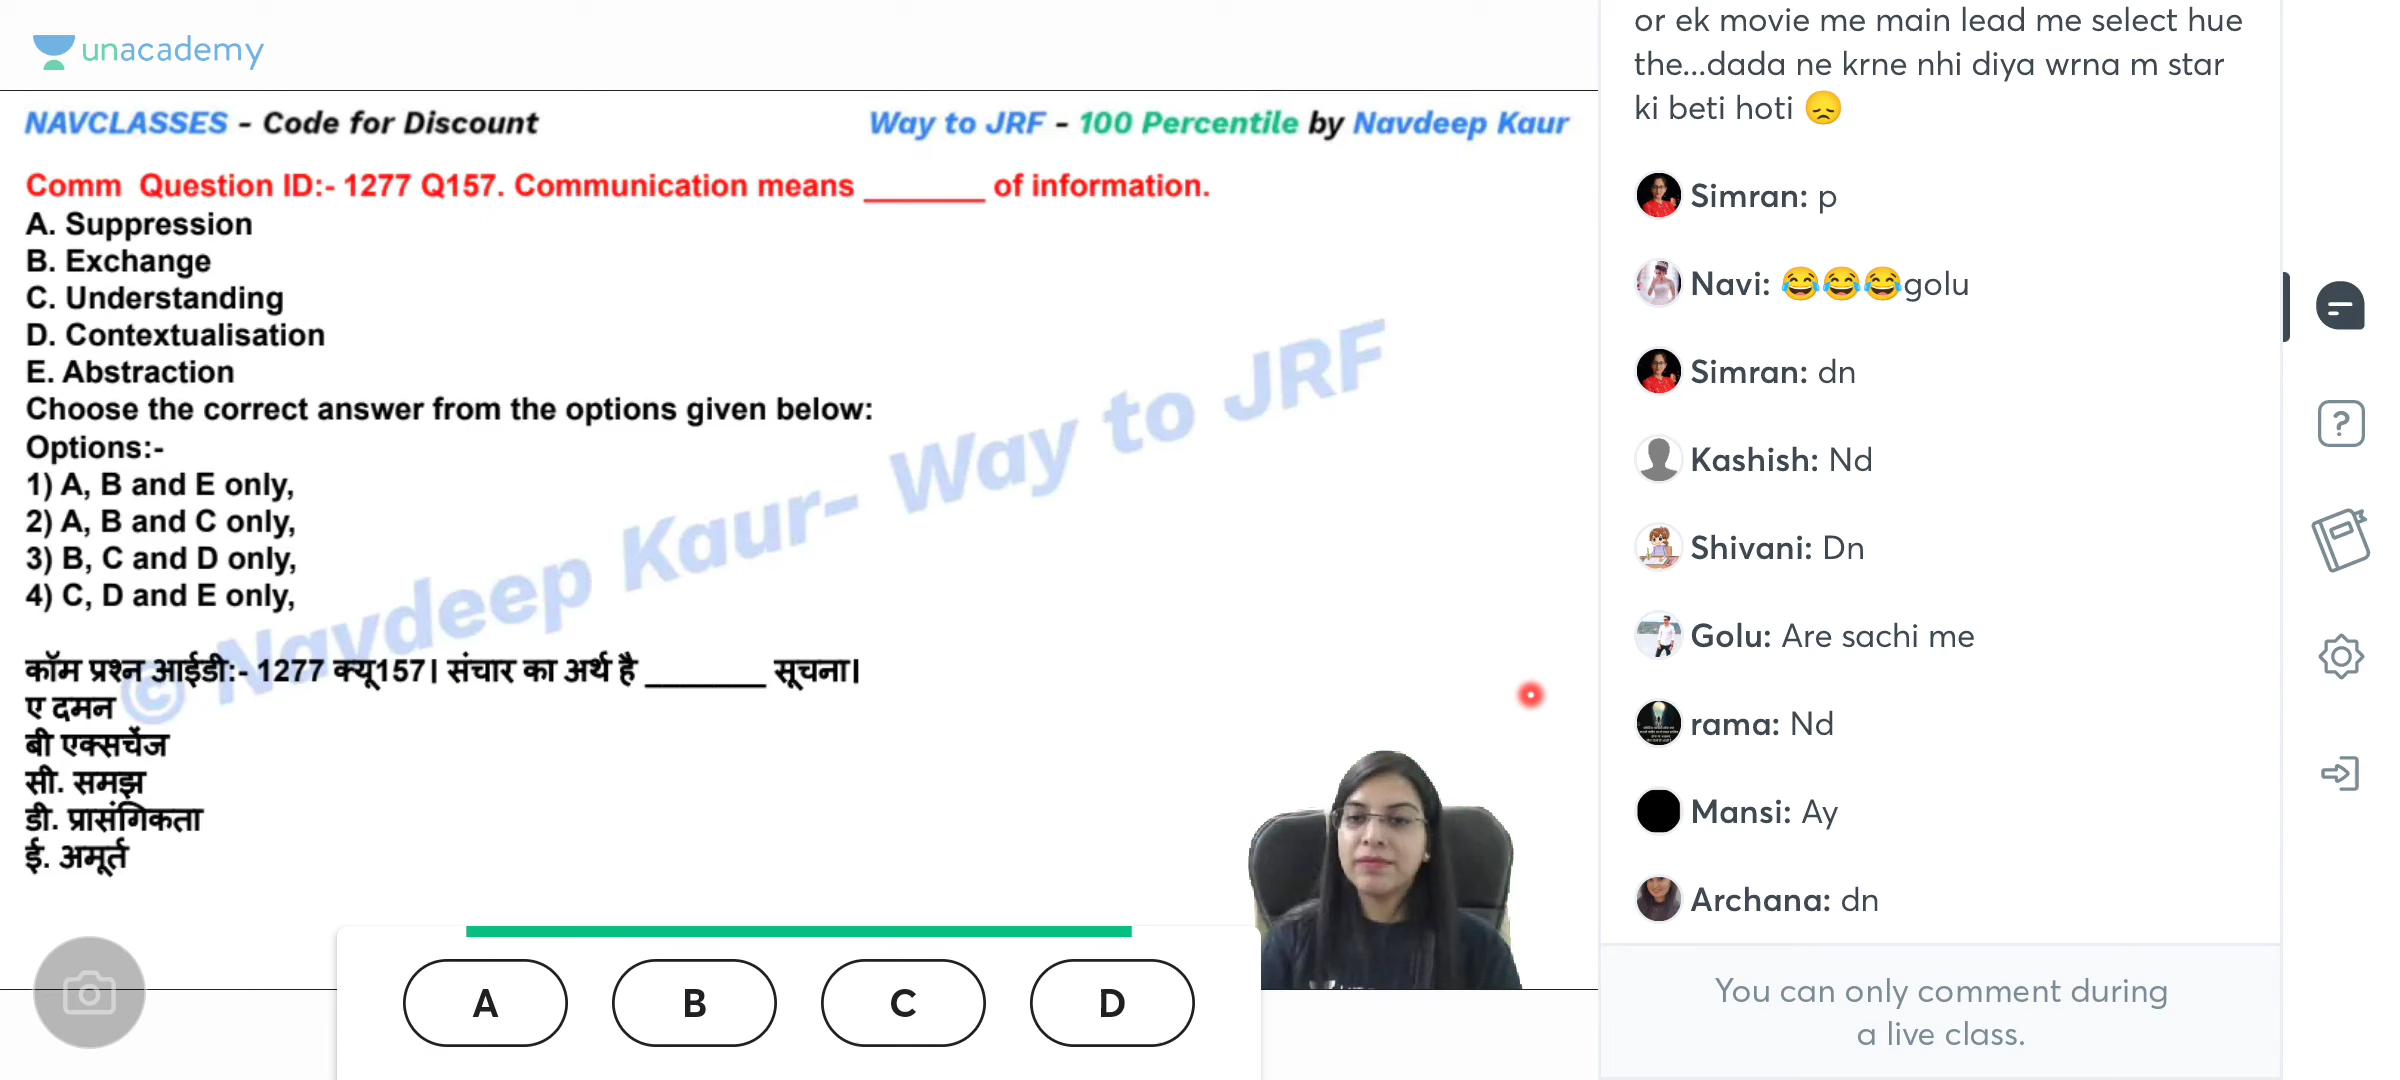 unacademy
NAVCLASSES - Code for Discount
Way to JRF - 100 Percentile by Navdeep Kaur
Comm Question ID:- 1277 Q157. Communication means _______ of information.
A. Suppression
B. Exchange
C. Understanding
D. Contextualisation
E. Abstraction
Choose the correct answer from the options given below:
Options:-
1) A, B and E only,
2) A, B and C only,
3) B, C and D only,
4) C, D and E only,
कॉम प्रश्न आईडी:- 1277 क्यू157। संचार का अर्थ है _______ सूचना।
ए दमन
बी एक्सचेंज
सी. समझ
डी. प्रासंगिकता
ई. अमूर्त
© Navdeep Kaur- Way to JRF
A
B
C
D
or ek movie me main lead me select hue
the...dada ne krne nhi diya wrna m star
ki beti hoti 😞
Simran: p
Navi: 😂😂😂golu
Simran: dn
Kashish: Nd
Shivani: Dn
Golu: Are sachi me
rama: Nd
Mansi: Ay
Archana: dn
You can only comment during
a live class.
?